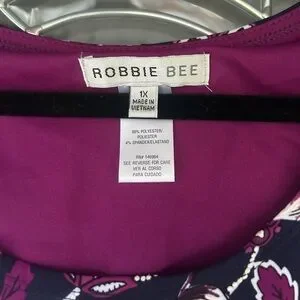 ROBBIE BEE
1X
MADE IN
VIETNAM
96% POLYESTER/
POLIESTER
4% SPANDEX/ELASTANO
RN# 146964
SEE REVERSE FOR CARE
VER AL DORSO
PARA CUIDADO